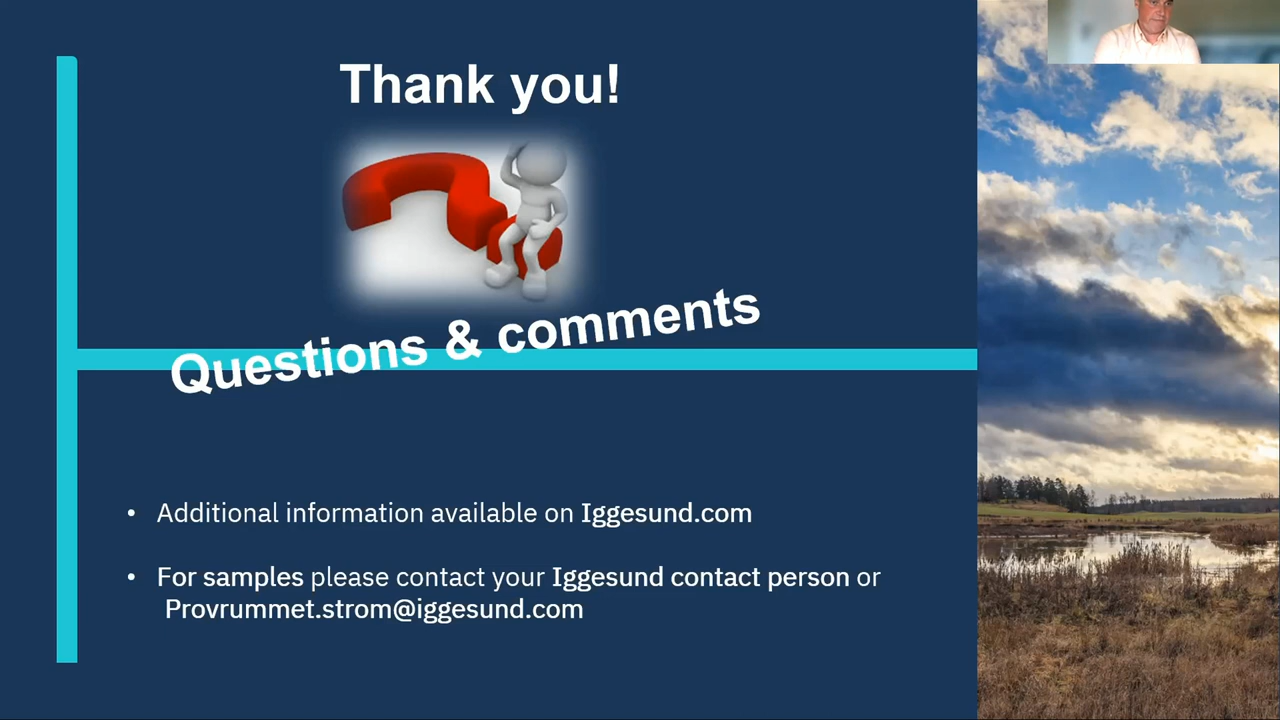 Thank you!
Questions & comments
• Additional information available on Iggesund.com
• For samples please contact your Iggesund contact person or
Provrummet.strom@iggesund.com